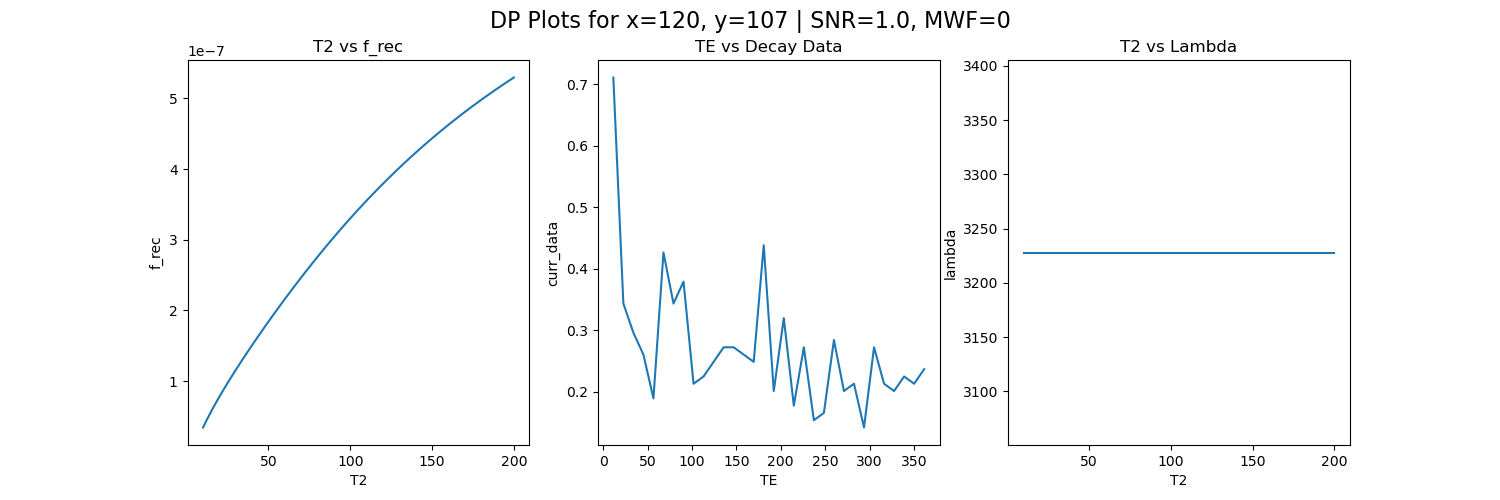 DP Plots for x=120, y=107 | SNR=1.0, MWF=0
T2 vs f_rec
1e−7
5
4
3
2
1
f_rec
50 100 150 200
T2
TE vs Decay Data
0.7
0.6
0.5
0.4
0.3
0.2
curr_data
0 50 100 150 200 250 300 350
TE
T2 vs Lambda
3400
3350
3300
3250
3200
3150
3100
lambda
50 100 150 200
T2